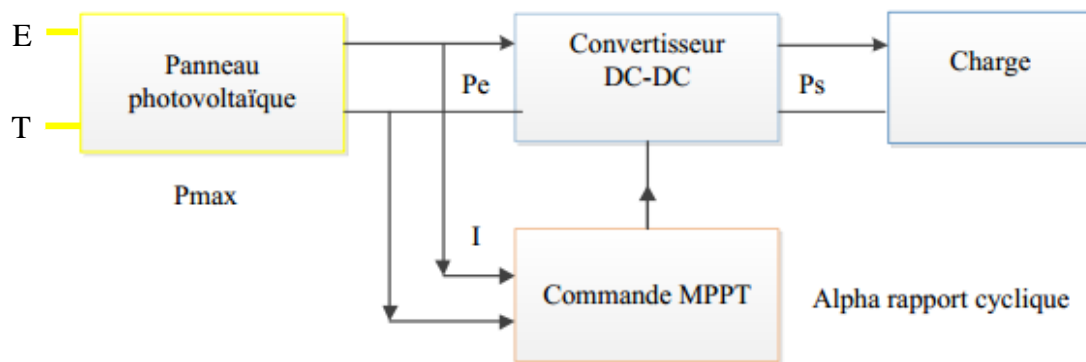 E
T
Panneau
photovoltaïque
Pmax
Pe
Convertisseur
DC-DC
Ps
Charge
I
Commande MPPT
Alpha rapport cyclique